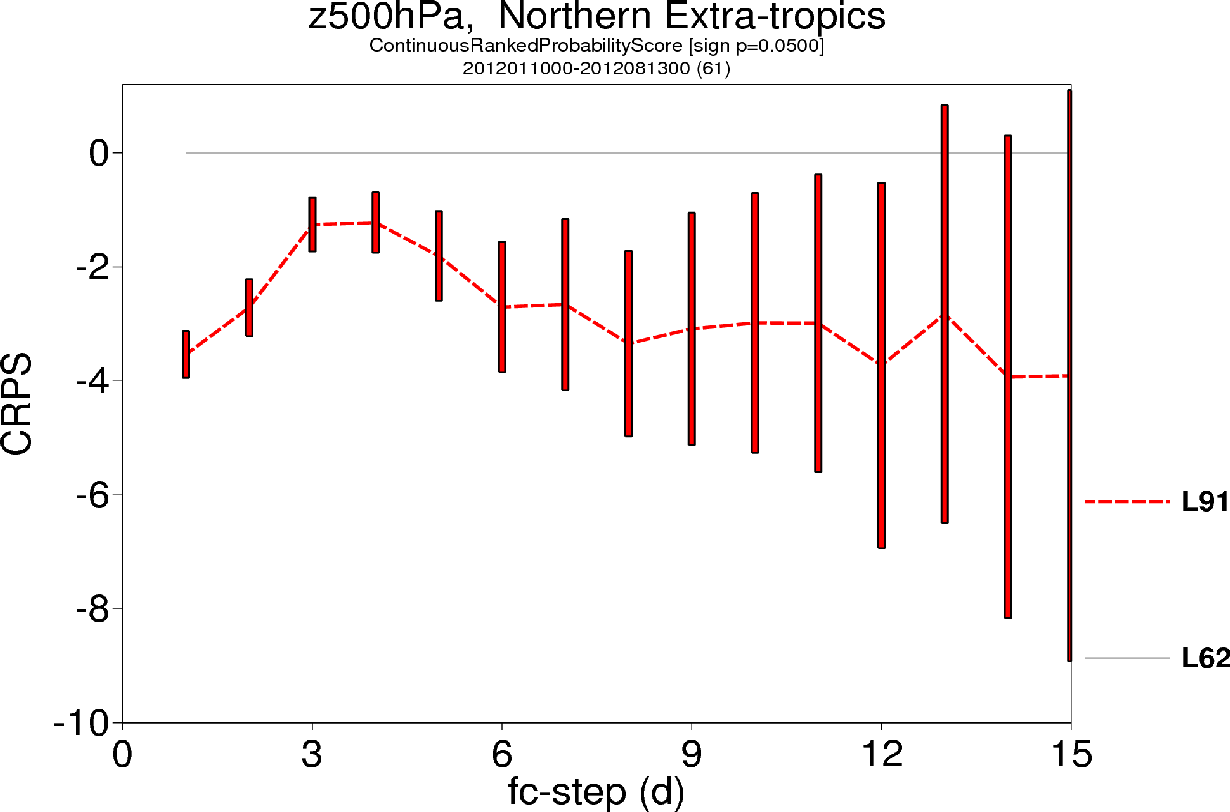 z500hPa,  Northern Extra-tropics
ContinuousRankedProbabilityScore [sign p=0.0500]
2012011000-2012081300 (61)
CRPS
0
-2
-4
-6
-8
-10
0 3 6 9 12 15
fc-step (d)
L91
L62